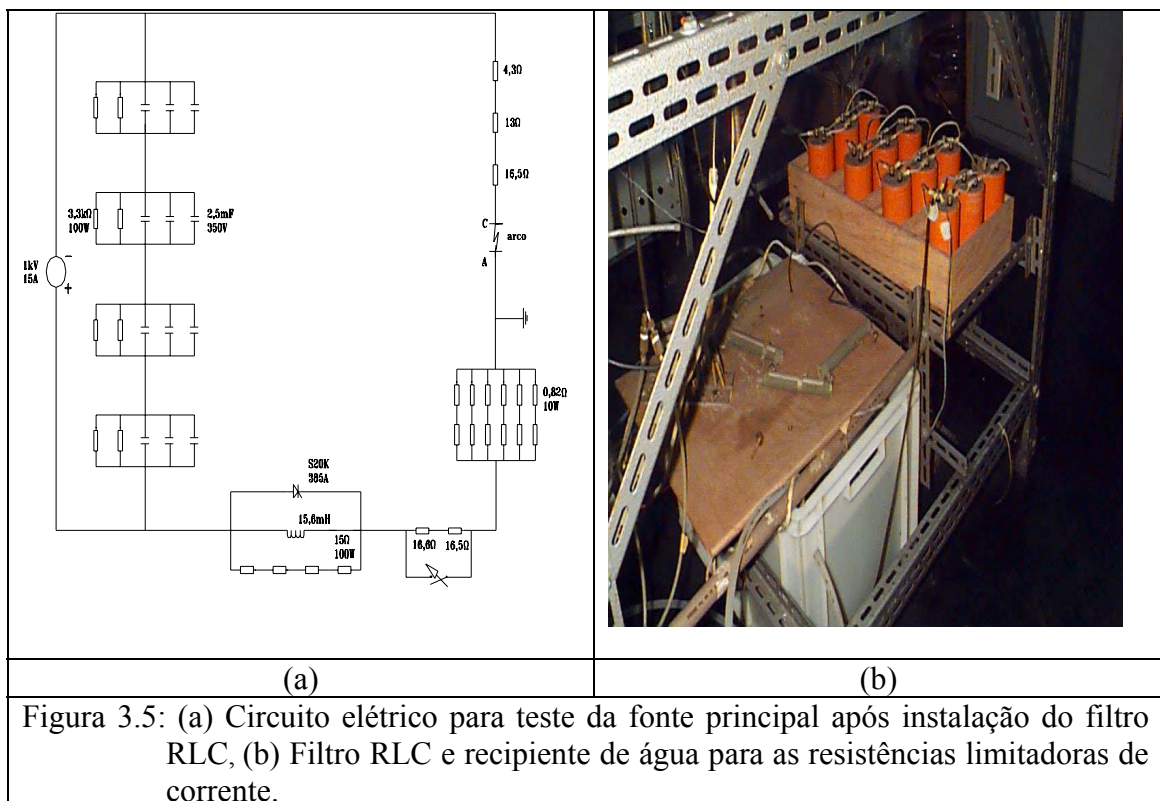 4,3Ω
13Ω
16,5Ω
C
arco
A
3,3kΩ
100W
2,5mF
350V
1kV
15A
-
+
0,82Ω
10W
S20K
385A
15,6mH
15Ω
100W
16,6Ω
16,5Ω
(a)
(b)
Figura 3.5: (a) Circuito elétrico para teste da fonte principal após instalação do filtro
RLC, (b) Filtro RLC e recipiente de água para as resistências limitadoras de
corrente.